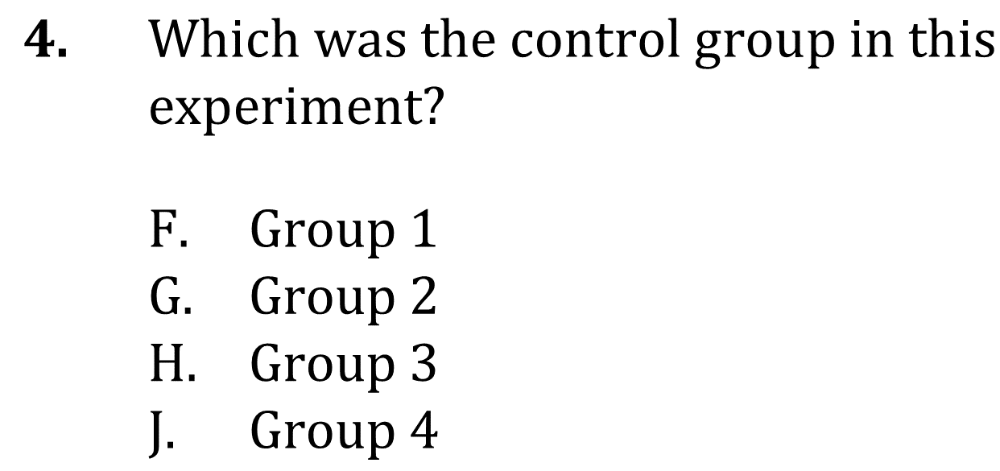 4. Which was the control group in this
experiment?
F. Group 1
G. Group 2
H. Group 3
J. Group 4